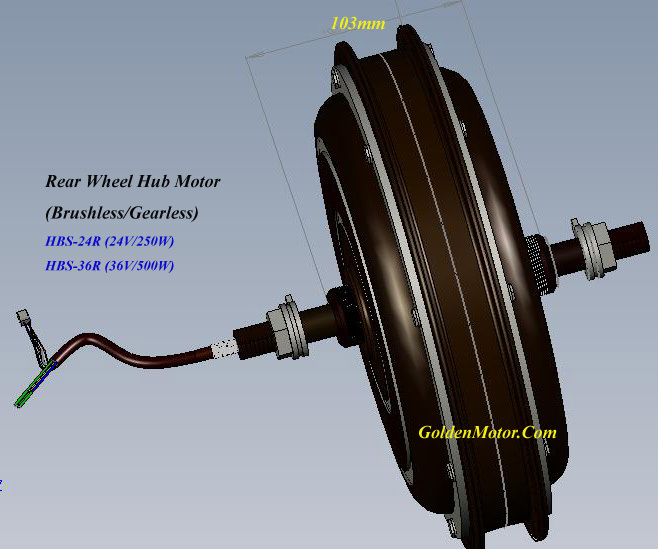 103mm
Rear Wheel Hub Motor
(Brushless/Gearless)
HBS-24R (24V/250W)
HBS-36R (36V/500W)
GoldenMotor.Com